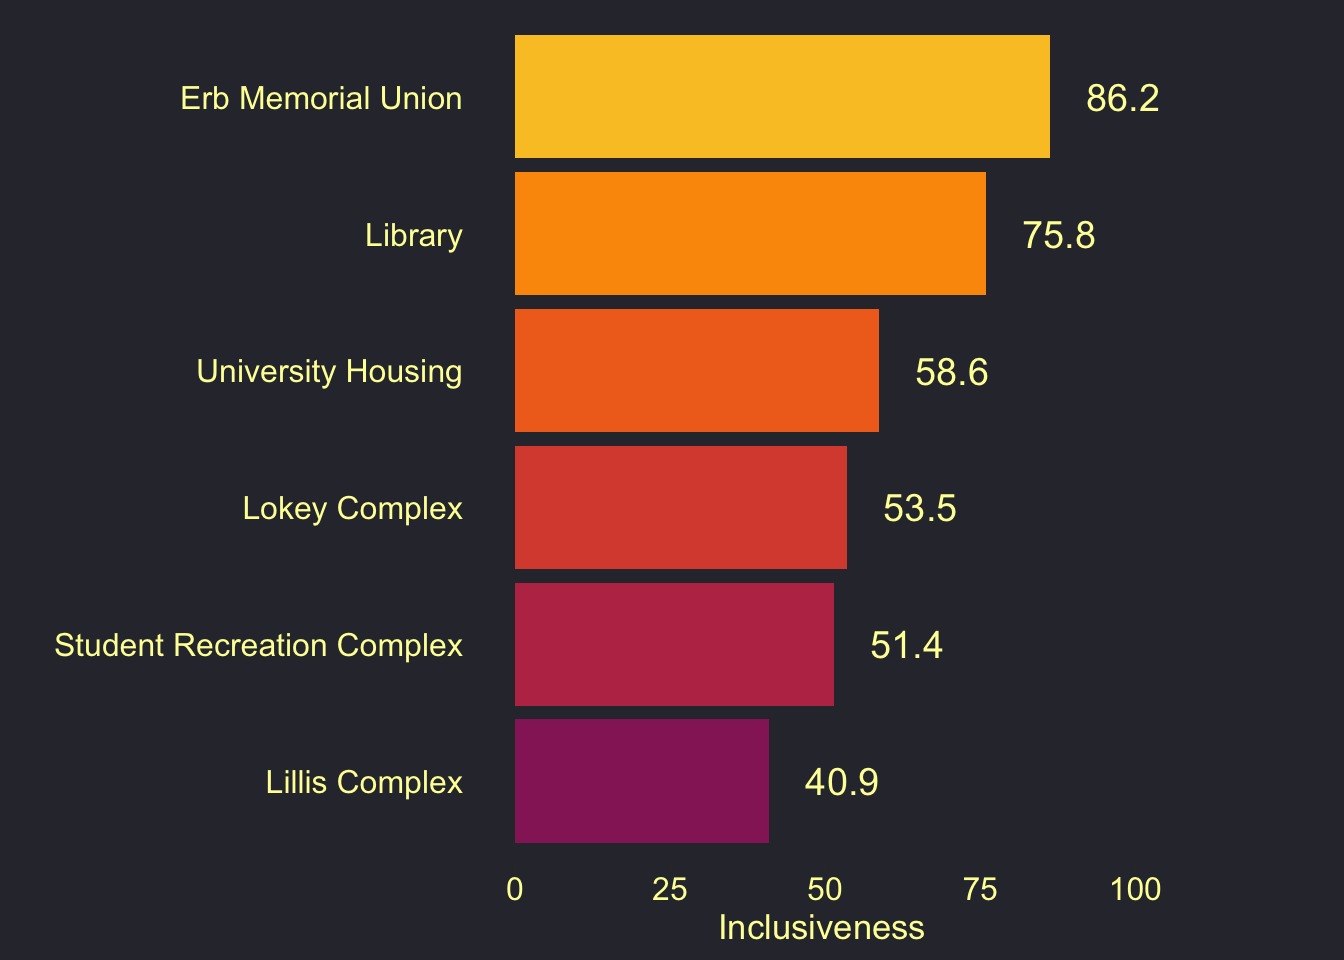 Erb Memorial Union 86.2
Library 75.8
University Housing 58.6
Lokey Complex 53.5
Student Recreation Complex 51.4
Lillis Complex 40.9
0 25 50 75 100
Inclusiveness